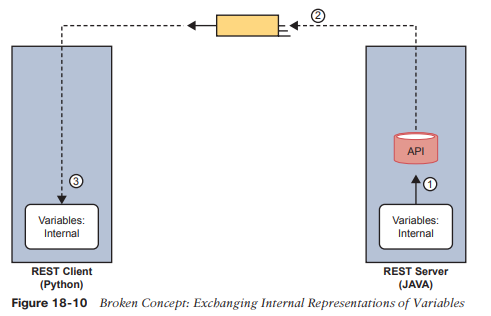 2
API
3
1
Variables:
Internal
Variables:
Internal
REST Client
(Python)
REST Server
(JAVA)
Figure 18-10 Broken Concept: Exchanging Internal Representations of Variables